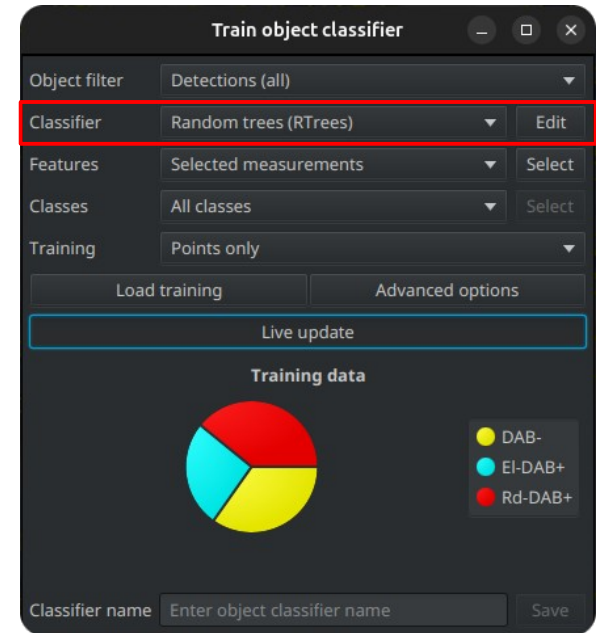 Train object classifier
Object filter Detections (all)
Classifier Random trees (RTrees) Edit
Features Selected measurements Select
Classes All classes Select
Training Points only
Load training Advanced options
Live update
Training data
DAB-
El-DAB+
Rd-DAB+
Classifier name Enter object classifier name Save